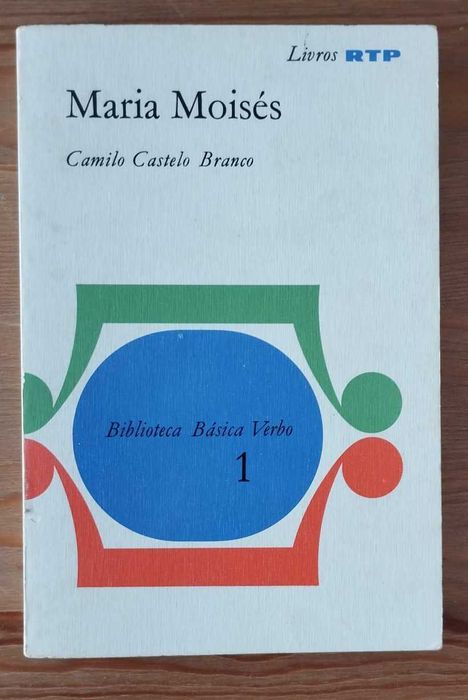 Livros RTP
Maria Moisés
Camilo Castelo Branco
Biblioteca Básica Verbo
1